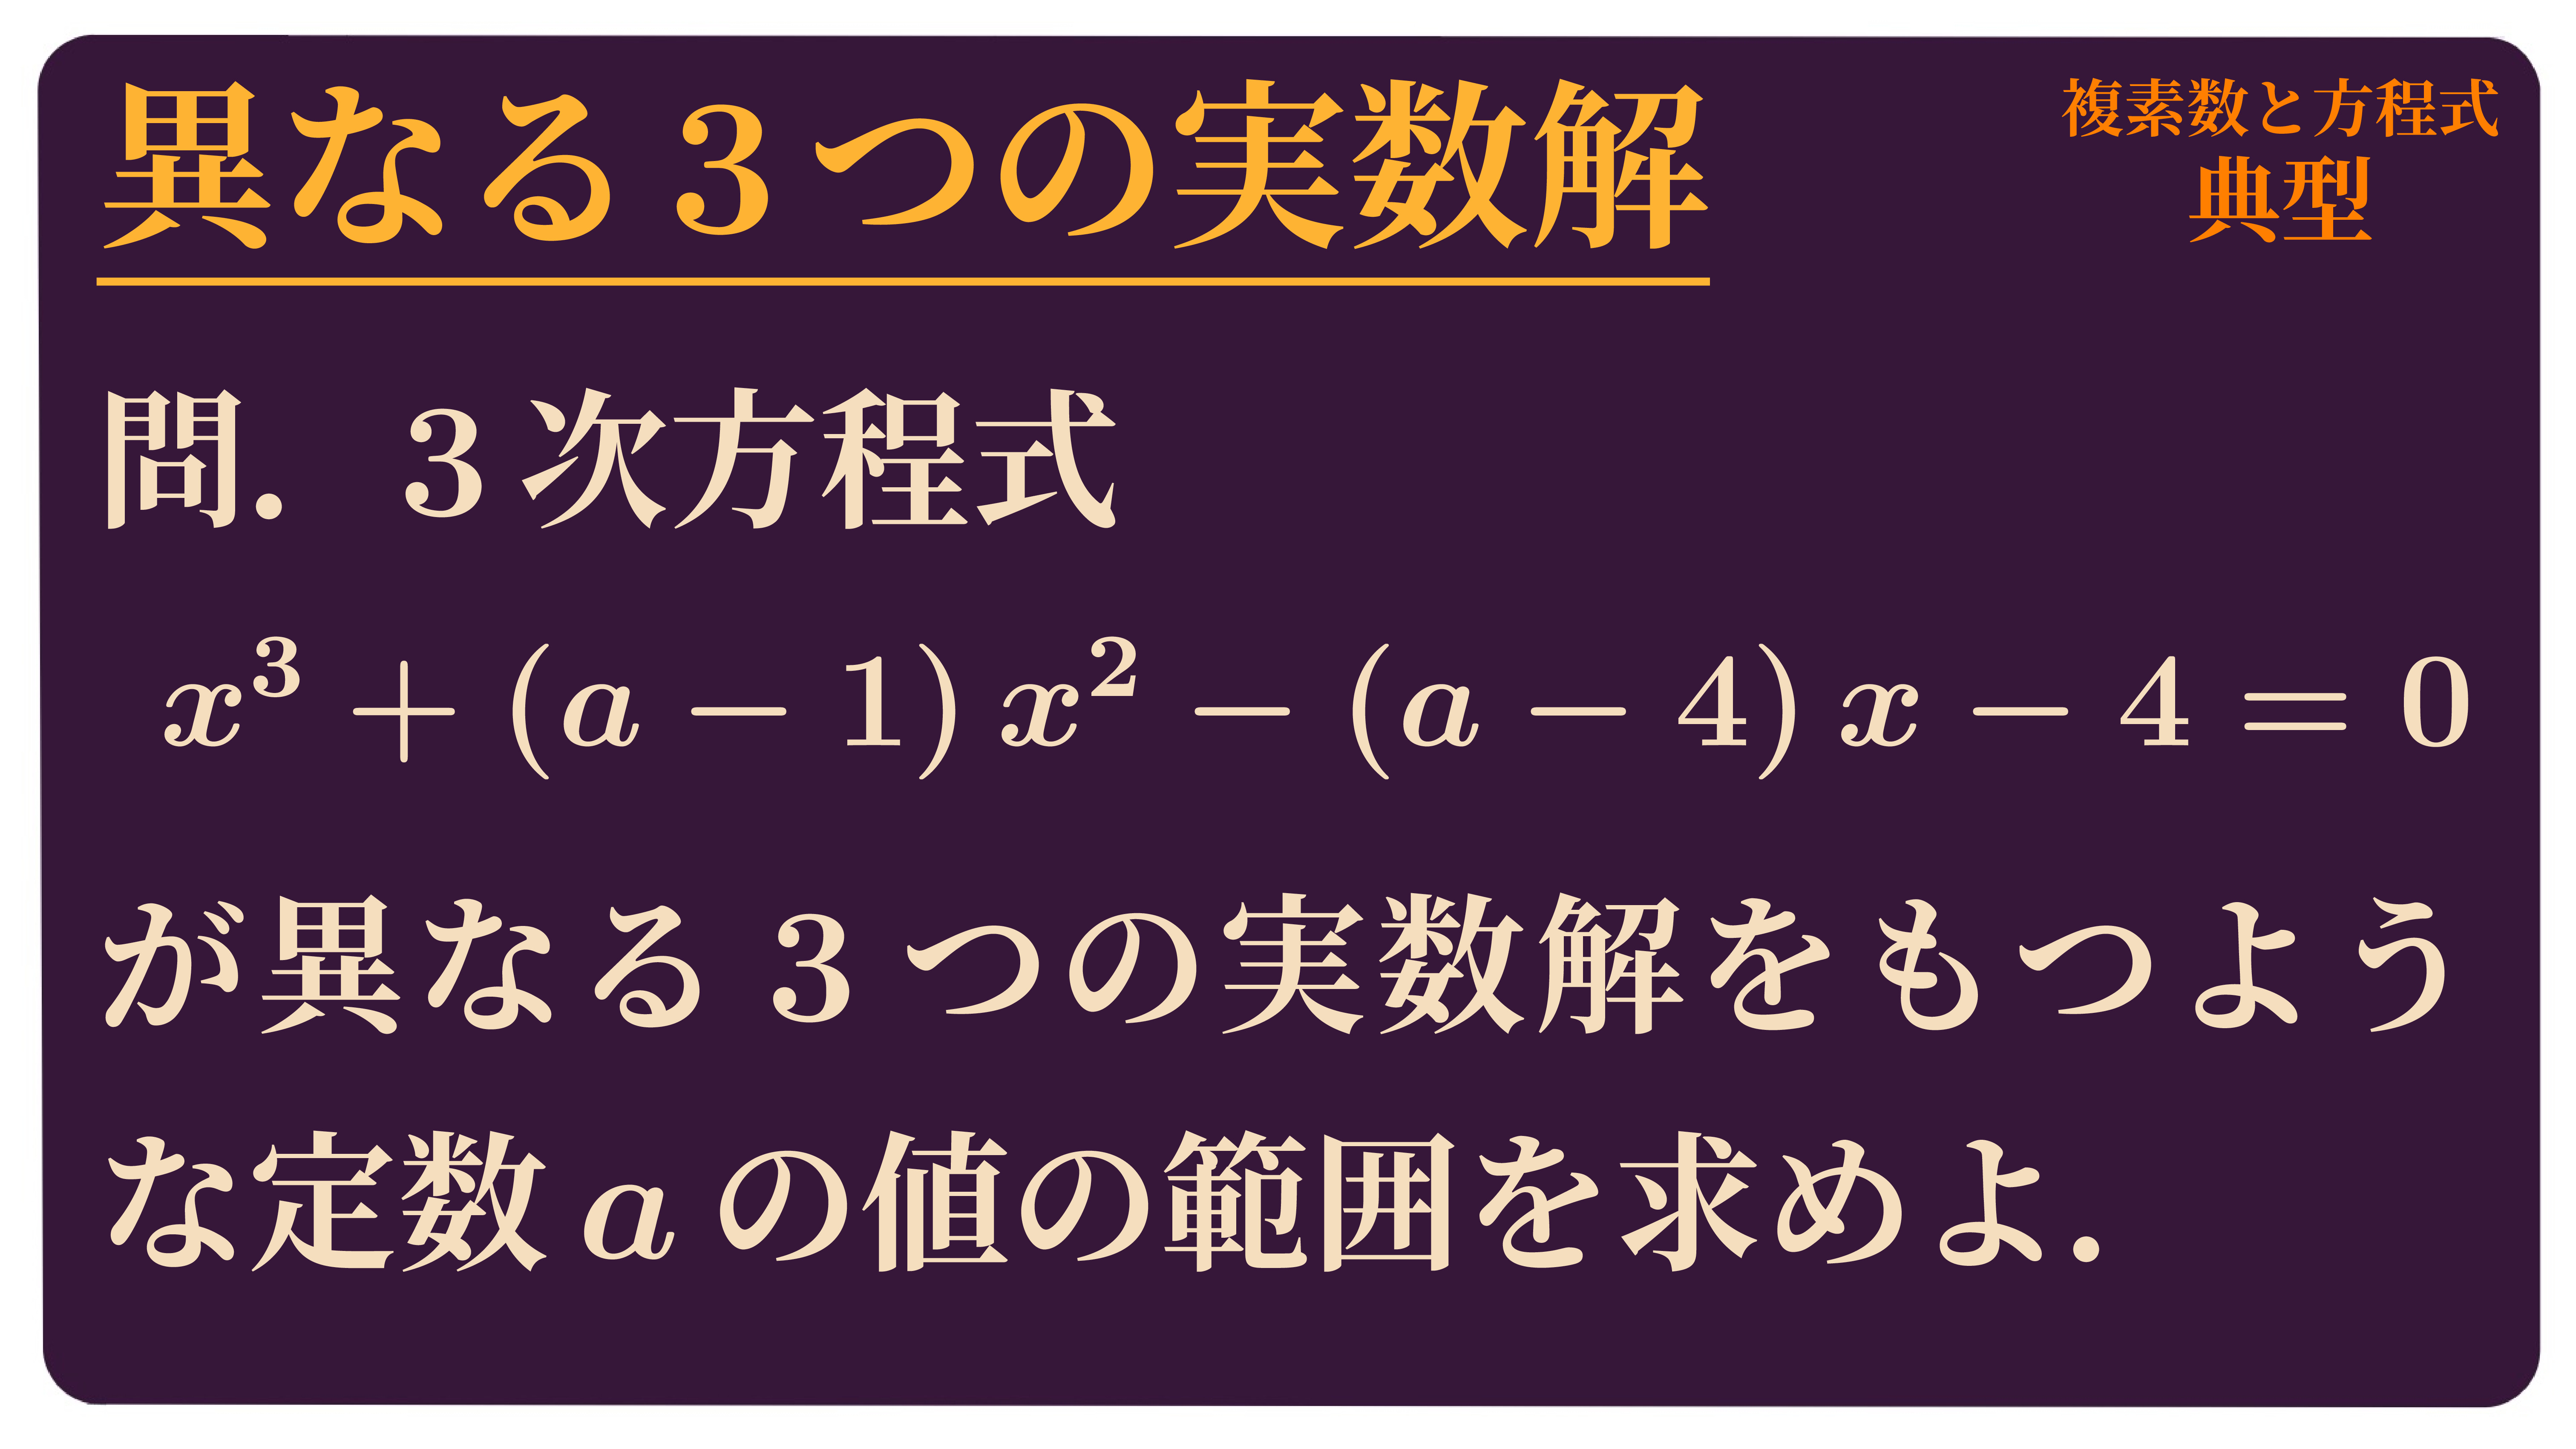 異なる3つの実数解
複素数と方程式
典型
問.　3次方程式
x³ + (a − 1) x² − (a − 4) x − 4 = 0
が異なる3つの実数解をもつよう
な定数 a の値の範囲を求めよ.